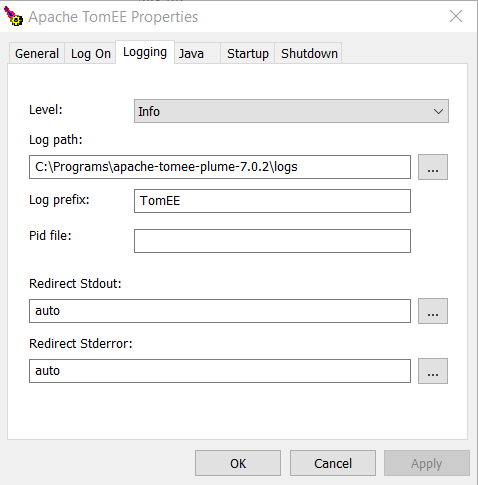 Apache TomEE Properties
General Log On Logging Java Startup Shutdown
Level: Info
Log path:
C:\Programs\apache-tomee-plume-7.0.2\logs ...
Log prefix: TomEE
Pid file:
Redirect Stdout:
auto ...
Redirect Stderror:
auto ...
OK Cancel Apply